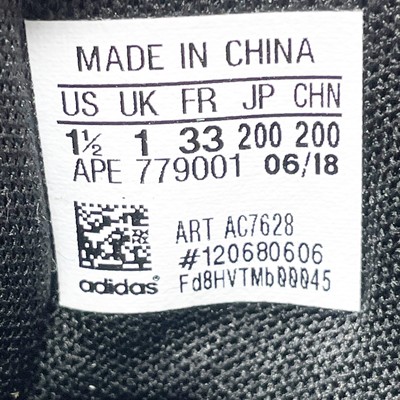 MADE IN CHINA
US UK FR JP CHN
1½ 1 33 200 200
APE 779001 06/18
ART AC7628
#120680606
Fd8HVTMb00045
adidas®